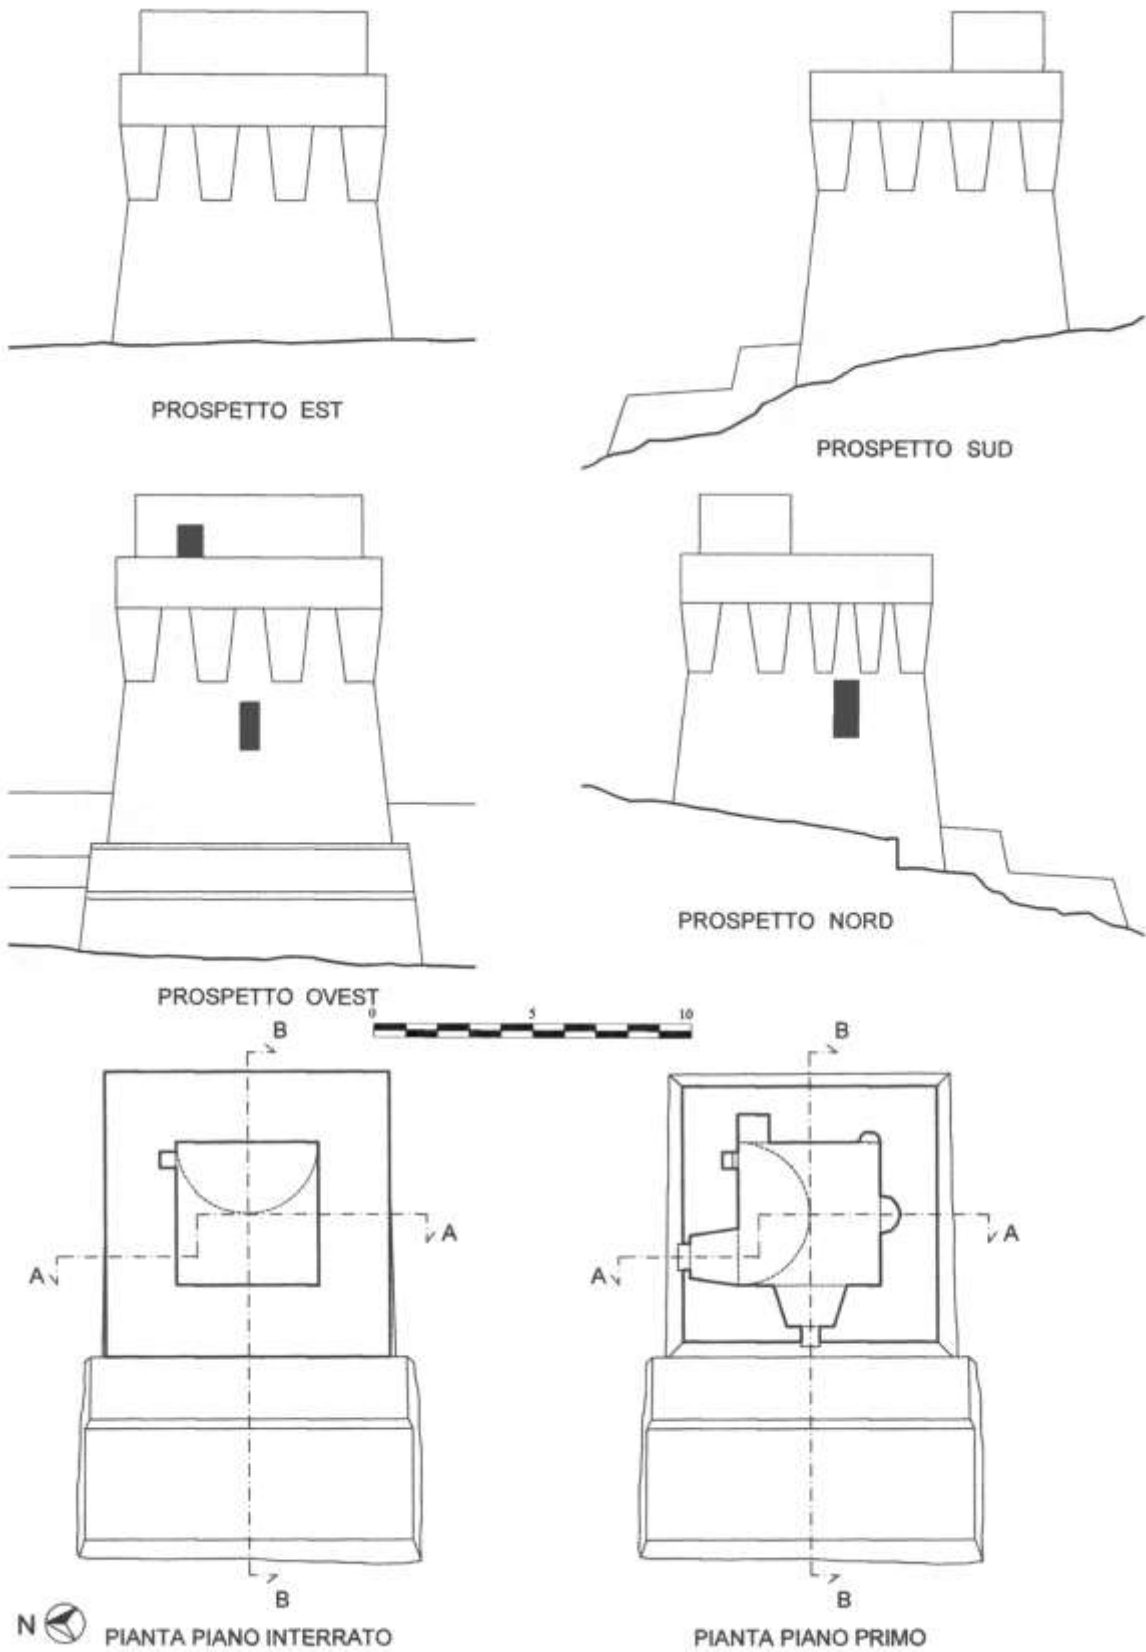 PROSPETTO EST
PROSPETTO SUD
PROSPETTO NORD
PROSPETTO OVEST
0 5 10
B B
A A A A
B B
N PIANTA PIANO INTERRATO
PIANTA PIANO PRIMO